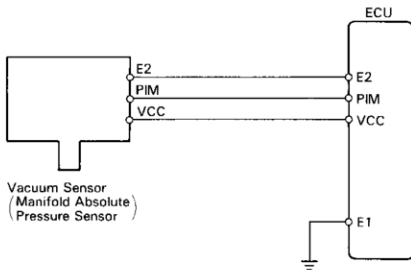 ECU
E2
E2
PIM
PIM
VCC
VCC
Vacuum Sensor
(Manifold Absolute
Pressure Sensor)
E1